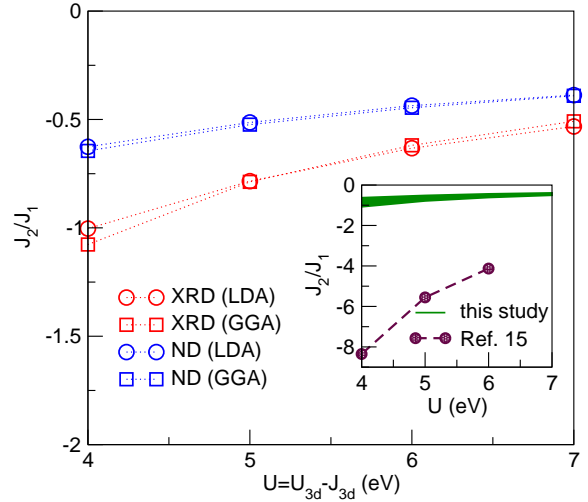 0
-0.5
-1
-1.5
-2
J₂/J₁
4
5
6
7
U=U₃d-J₃d (eV)
XRD (LDA)
XRD (GGA)
ND (LDA)
ND (GGA)
0
-2
-4
-6
-8
J₂/J₁
4
5
6
7
U (eV)
this study
Ref. 15